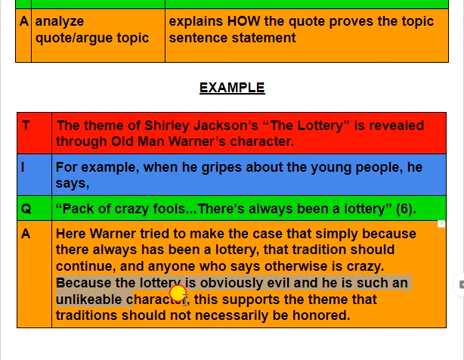 A analyze explains HOW the quote proves the topic
quote/argue topic sentence statement
EXAMPLE
T The theme of Shirley Jackson's “The Lottery” is revealed
through Old Man Warner's character.
I For example, when he gripes about the young people, he
says,
Q “Pack of crazy fools...There's always been a lottery” (6).
A Here Warner tried to make the case that simply because
there always has been a lottery, that tradition should
continue, and anyone who says otherwise is crazy.
Because the lottery is obviously evil and he is such an
unlikeable character, this supports the theme that
traditions should not necessarily be honored.